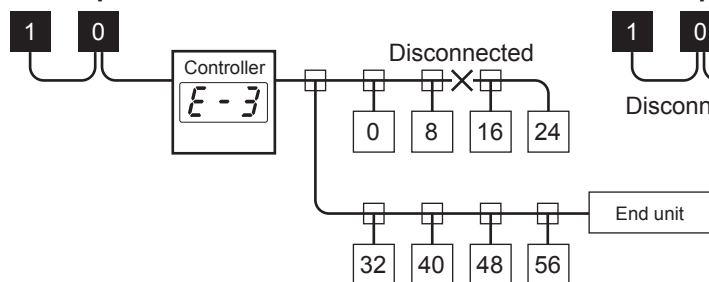 1 0
Controller
E-3
Disconnected
0 8 16 24
End unit
32 40 48 56
1 0
Disconn